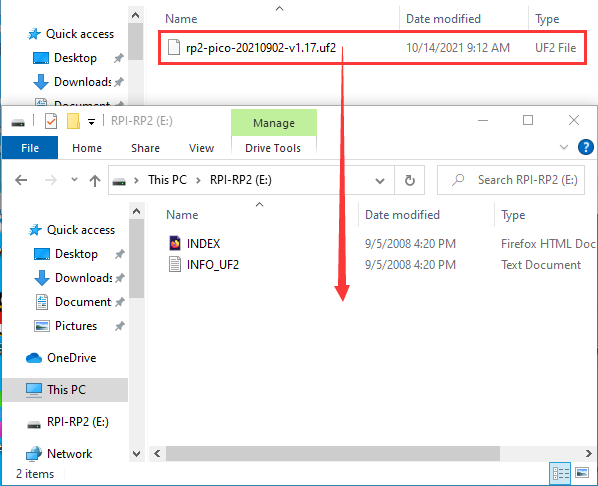 Name Date modified Type
Quick access
Desktop
rp2-pico-20210902-v1.17.uf2 10/14/2021 9:12 AM UF2 File
Downloads
Document
RPI-RP2 (E:) Manage
File Home Share View Drive Tools
This PC RPI-RP2 (E:) Search RPI-RP2 (E:)
Name Date modified Type
Quick access
INDEX 9/5/2008 4:20 PM Firefox HTML Doc
Desktop
INFO_UF2 9/5/2008 4:20 PM Text Document
Downloads
Document
Pictures
OneDrive
This PC
RPI-RP2 (E:)
Network
2 items